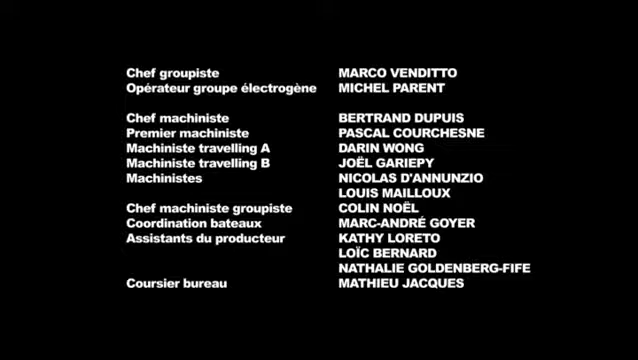 Chef groupiste MARCO VENDITTO
Opérateur groupe électrogène MICHEL PARENT
Chef machiniste BERTRAND DUPUIS
Premier machiniste PASCAL COURCHESNE
Machiniste travelling A DARIN WONG
Machiniste travelling B JOËL GARIEPY
Machinistes NICOLAS D'ANNUNZIO
LOUIS MAILLOUX
Chef machiniste groupiste COLIN NOËL
Coordination bateaux MARC-ANDRÉ GOYER
Assistants du producteur KATHY LORETO
LOÏC BERNARD
NATHALIE GOLDENBERG-FIFE
Coursier bureau MATHIEU JACQUES